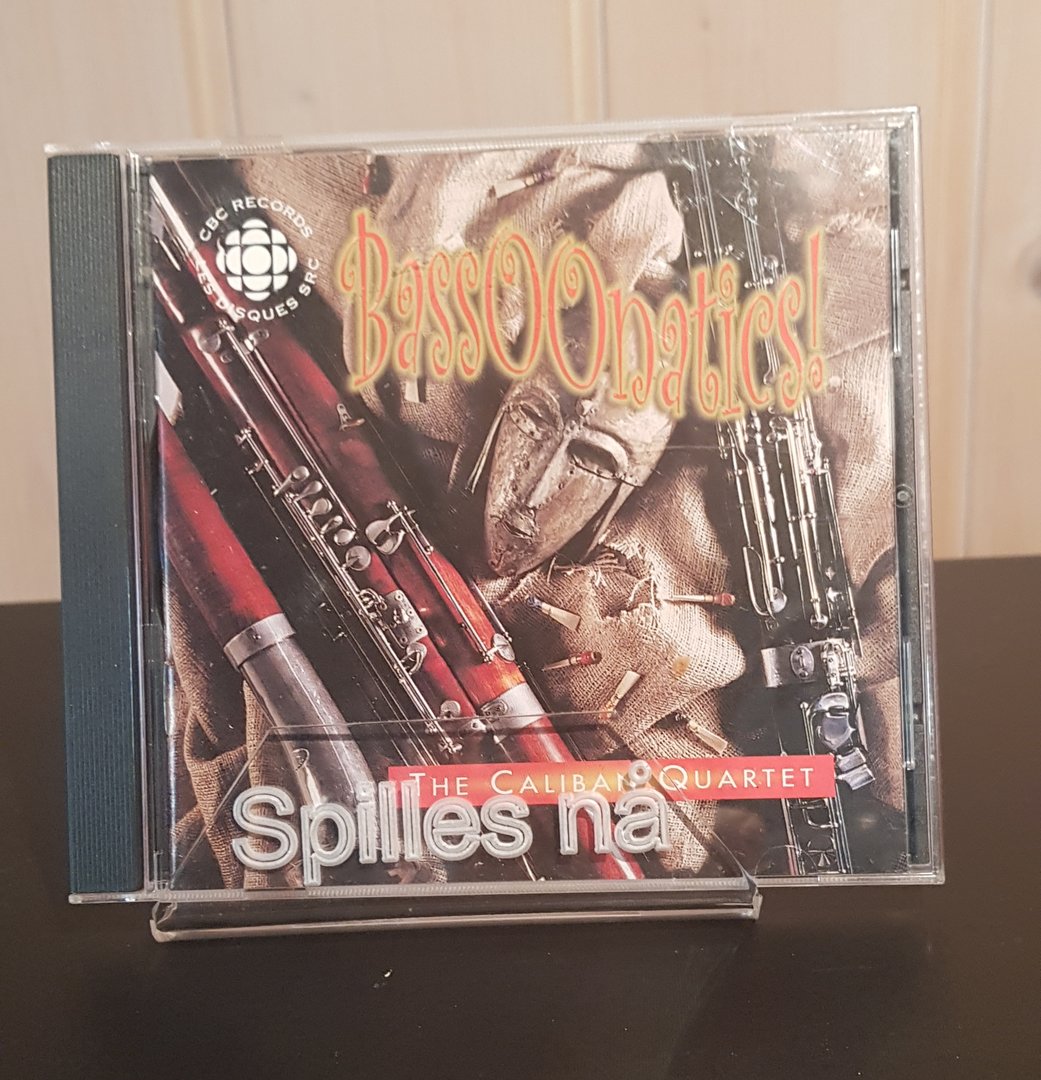 CBC RECORDS
LES DISQUES SRC
BassOOnatics!
THE CALIBAN QUARTET
Spilles nå